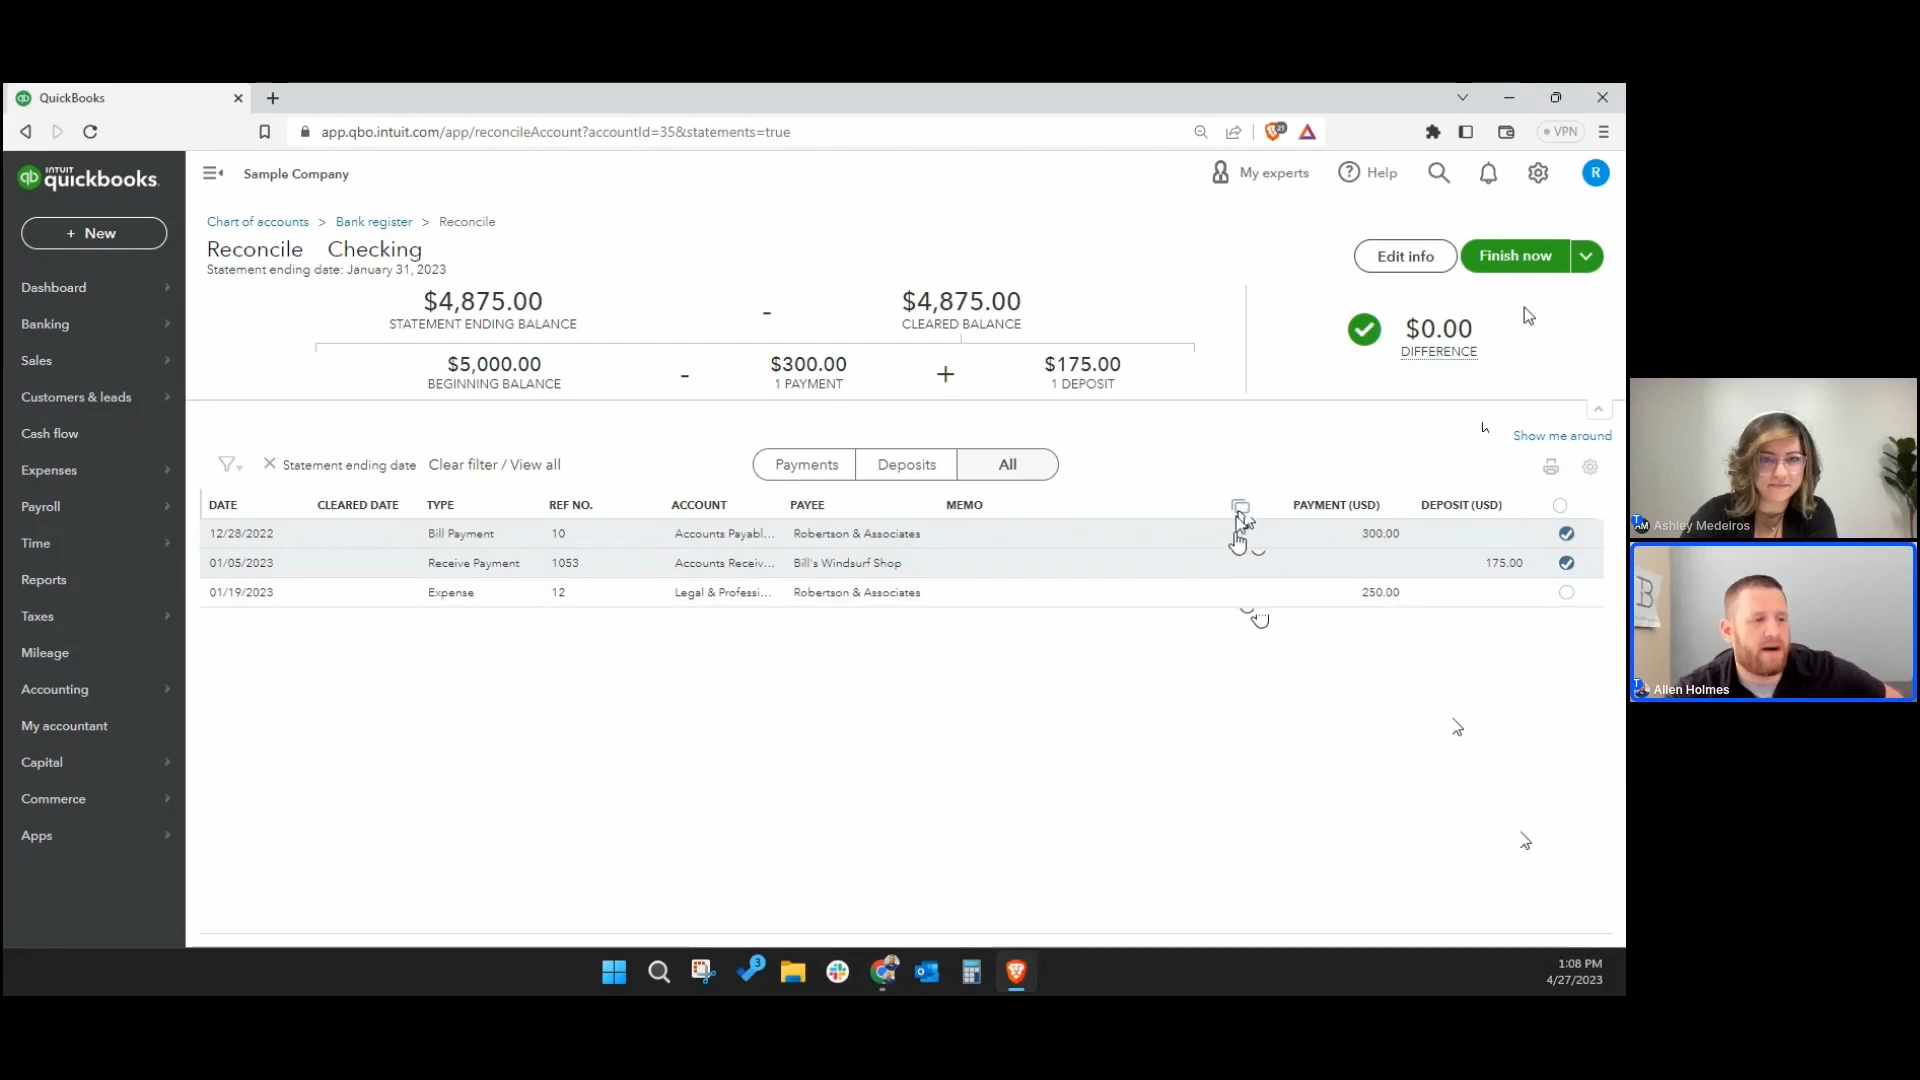 QuickBooks
app.qbo.intuit.com/app/reconcileAccount?accountId=35&statements=true
21
VPN
INTUIT
qb quickbooks.
Sample Company
My experts
Help
R
+ New
Dashboard
Banking
Sales
Customers & leads
Cash flow
Expenses
Payroll
Time
Reports
Taxes
Mileage
Accounting
My accountant
Capital
Commerce
Apps
Chart of accounts > Bank register > Reconcile
Reconcile Checking
Statement ending date: January 31, 2023
Edit info
Finish now
$4,875.00 - $4,875.00
STATEMENT ENDING BALANCE CLEARED BALANCE
$5,000.00 - $300.00 + $175.00
BEGINNING BALANCE 1 PAYMENT 1 DEPOSIT
$0.00
DIFFERENCE
Show me around
Statement ending date Clear filter / View all
Payments Deposits All
DATE CLEARED DATE TYPE REF NO. ACCOUNT PAYEE MEMO PAYMENT (USD) DEPOSIT (USD)
12/28/2022 Bill Payment 10 Accounts Payabl... Robertson & Associates 300.00
01/05/2023 Receive Payment 1053 Accounts Receiv... Bill's Windsurf Shop 175.00
01/19/2023 Expense 12 Legal & Professi... Robertson & Associates 250.00
AM Ashley Medeiros
B
Allen Holmes
3
1:08 PM
4/27/2023